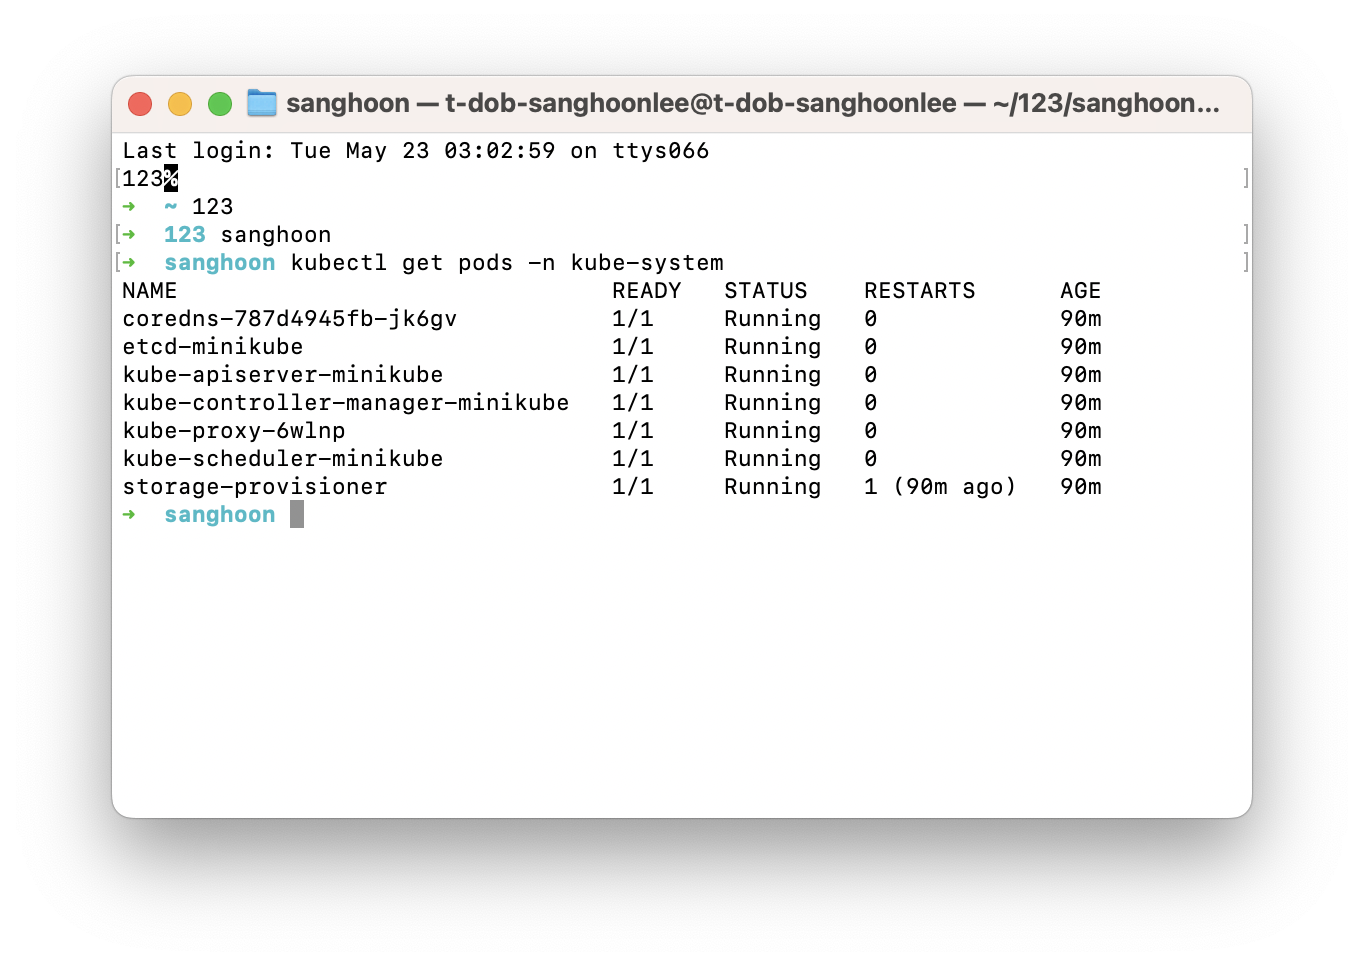 sanghoon — t-dob-sanghoonlee@t-dob-sanghoonlee — ~/123/sanghoon...
Last login: Tue May 23 03:02:59 on ttys066
[123% ]
➜  ~ 123
[➜  123 sanghoon ]
[➜  sanghoon kubectl get pods -n kube-system ]
NAME                               READY   STATUS    RESTARTS      AGE
coredns-787d4945fb-jk6gv           1/1     Running   0             90m
etcd-minikube                      1/1     Running   0             90m
kube-apiserver-minikube            1/1     Running   0             90m
kube-controller-manager-minikube   1/1     Running   0             90m
kube-proxy-6wlnp                   1/1     Running   0             90m
kube-scheduler-minikube            1/1     Running   0             90m
storage-provisioner                1/1     Running   1 (90m ago)   90m
➜  sanghoon